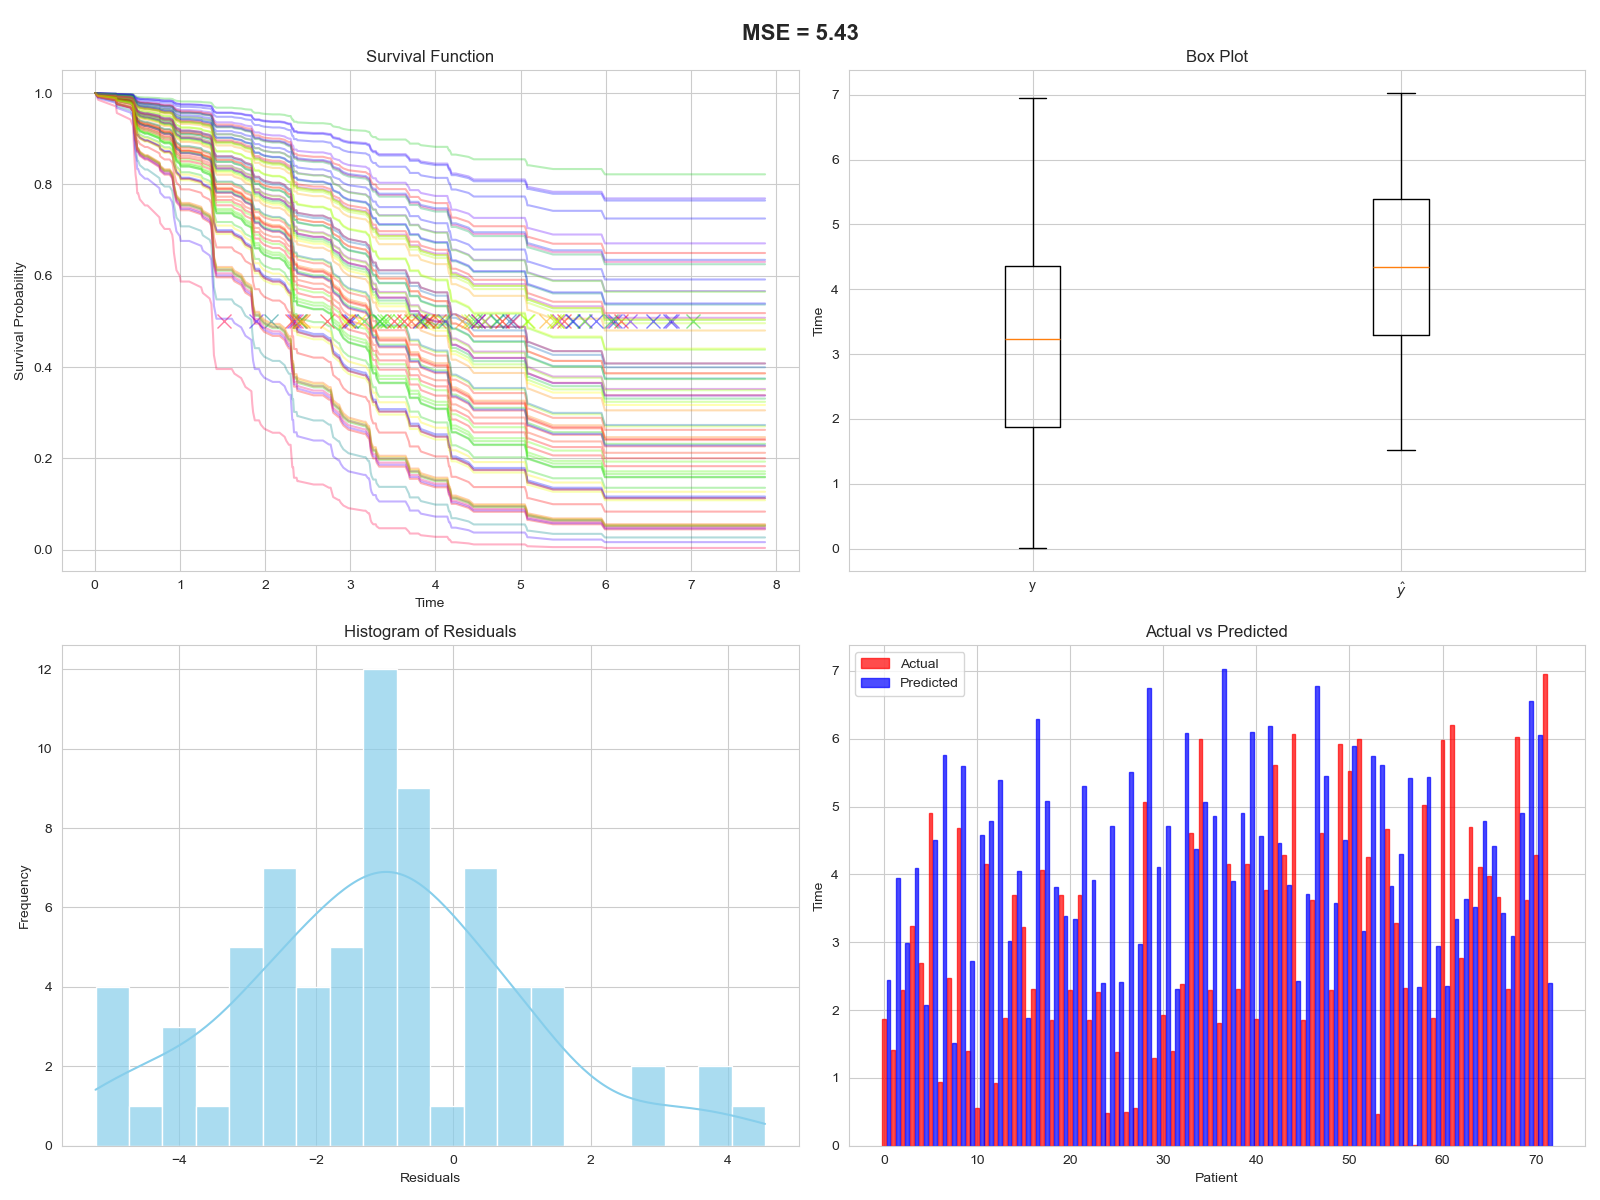 MSE = 5.43
Survival Function
Survival Probability
1.0
0.8
0.6
0.4
0.2
0.0
0 1 2 3 4 5 6 7 8
Time
Box Plot
Time
7
6
5
4
3
2
1
0
y ŷ
Histogram of Residuals
Frequency
12
10
8
6
4
2
0
−4 −2 0 2 4
Residuals
Actual vs Predicted
Actual
Predicted
Time
7
6
5
4
3
2
1
0
0 10 20 30 40 50 60 70
Patient